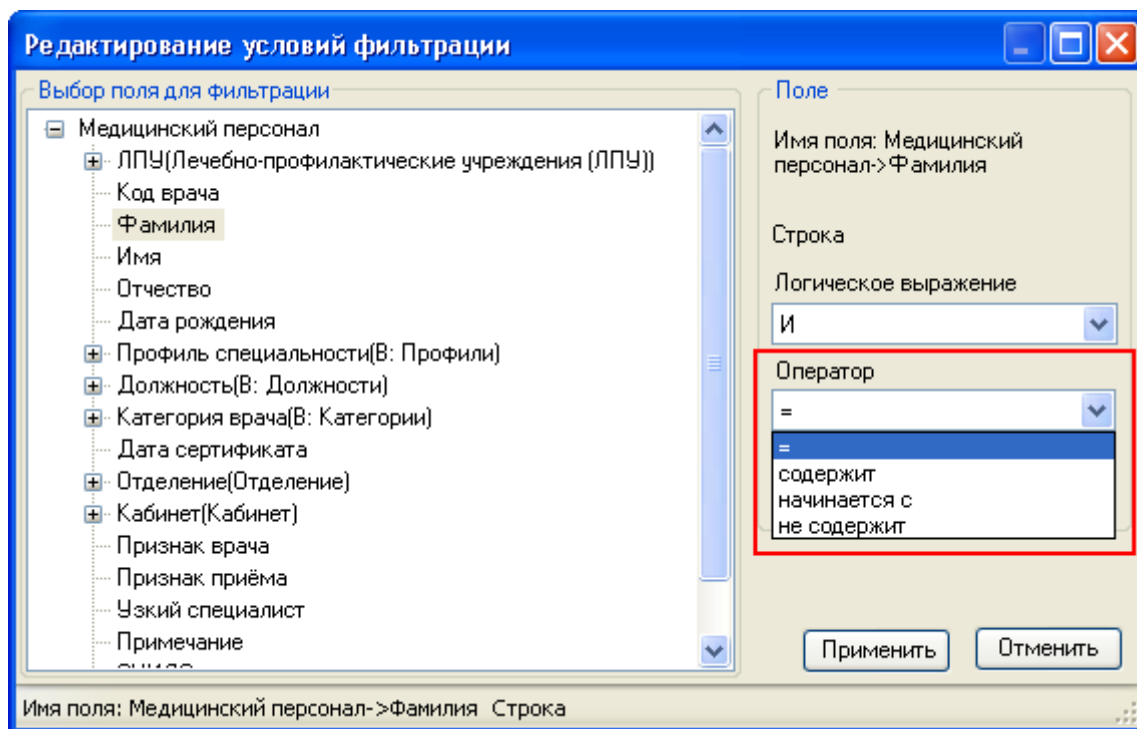 Редактирование условий фильтрации
Выбор поля для фильтрации
Медицинский персонал
ЛПУ(Лечебно-профилактические учреждения (ЛПУ))
Код врача
Фамилия
Имя
Отчество
Дата рождения
Профиль специальности(В: Профили)
Должность(В: Должности)
Категория врача(В: Категории)
Дата сертификата
Отделение(Отделение)
Кабинет(Кабинет)
Признак врача
Признак приёма
Узкий специалист
Примечание
Поле
Имя поля: Медицинский
персонал->Фамилия
Строка
Логическое выражение
И
Оператор
=
=
содержит
начинается с
не содержит
Применить
Отменить
Имя поля: Медицинский персонал->Фамилия Строка